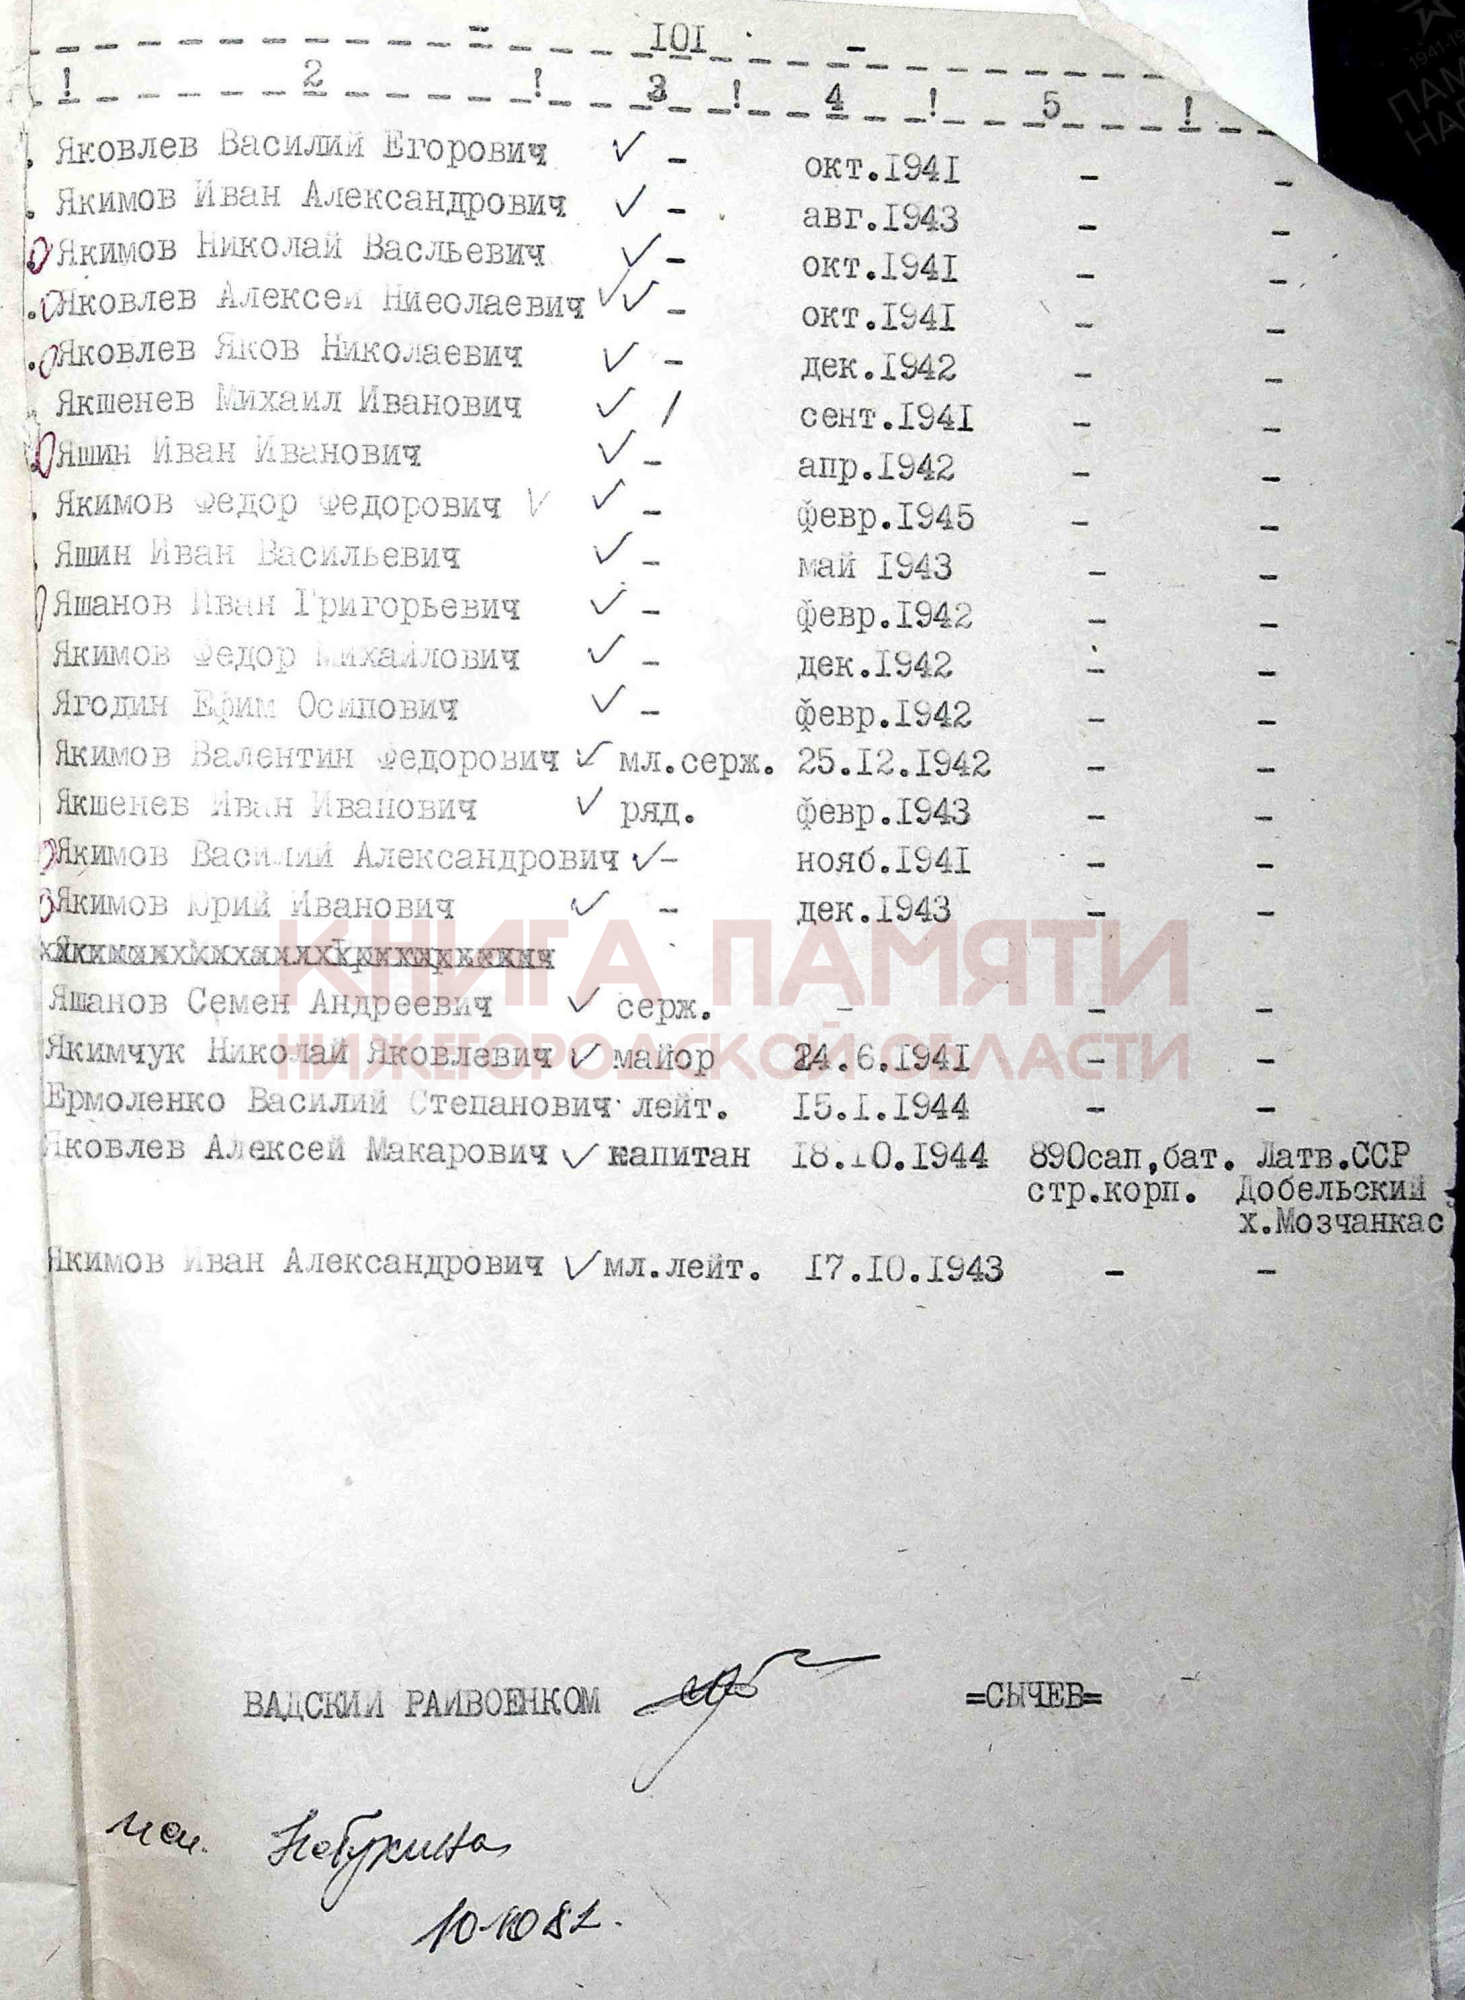 - - - - - - - - - - - - - - 101 - - - - - - - - - -
! 2 ! 3 ! 4 ! 5 !
. Яковлев Василий Егорович ✓ - окт.1941 - -
. Якимов Иван Александрович ✓ - авг.1943 - -
Якимов Николай Васльевич ✓ - окт.1941 - -
. Яковлев Алексей Ниеолаевич ✓✓ - окт.1941 - -
. Яковлев Яков Николаевич ✓ - дек.1942 - -
. Якшенев Михаил Иванович ✓ / сент.1941 - -
Яшин Иван Иванович ✓ - апр.1942 - -
. Якимов Федор Федорович ✓ ✓ - февр.1945 - -
. Яшин Иван Васильевич ✓ - май 1943 - -
Яшанов Иван Григорьевич ✓ - февр.1942 - -
Якимов Федор Михайлович ✓ - дек.1942 - -
Ягодин Ефим Осипович ✓ - февр.1942 - -
Якимов Валентин Федорович ✓ мл.серж. 25.12.1942 - -
Якшенев Иван Иванович ✓ ряд. февр.1943 - -
Якимов Василий Александрович ✓ - нояб.1941 - -
Якимов Юрий Иванович ✓ - дек.1943 - -
КНИГА ПАМЯТИ
Яшанов Семен Андреевич ✓ серж. - - -
НИЖЕГОРОДСКОЙ ОБЛАСТИ
Якимчук Николай Яковлевич ✓ майор 24.6.1941 - -
Ермоленко Василий Степанович лейт. 15.1.1944 - -
Яковлев Алексей Макарович ✓ капитан 18.10.1944 890сап,бат. Латв.ССР
стр.корп. Добельский
х.Мозчанкас
Якимов Иван Александрович ✓ мл.лейт. 17.10.1943 - -
ВАДСКИЙ РАЙВОЕНКОМ =СЫЧЕВ=